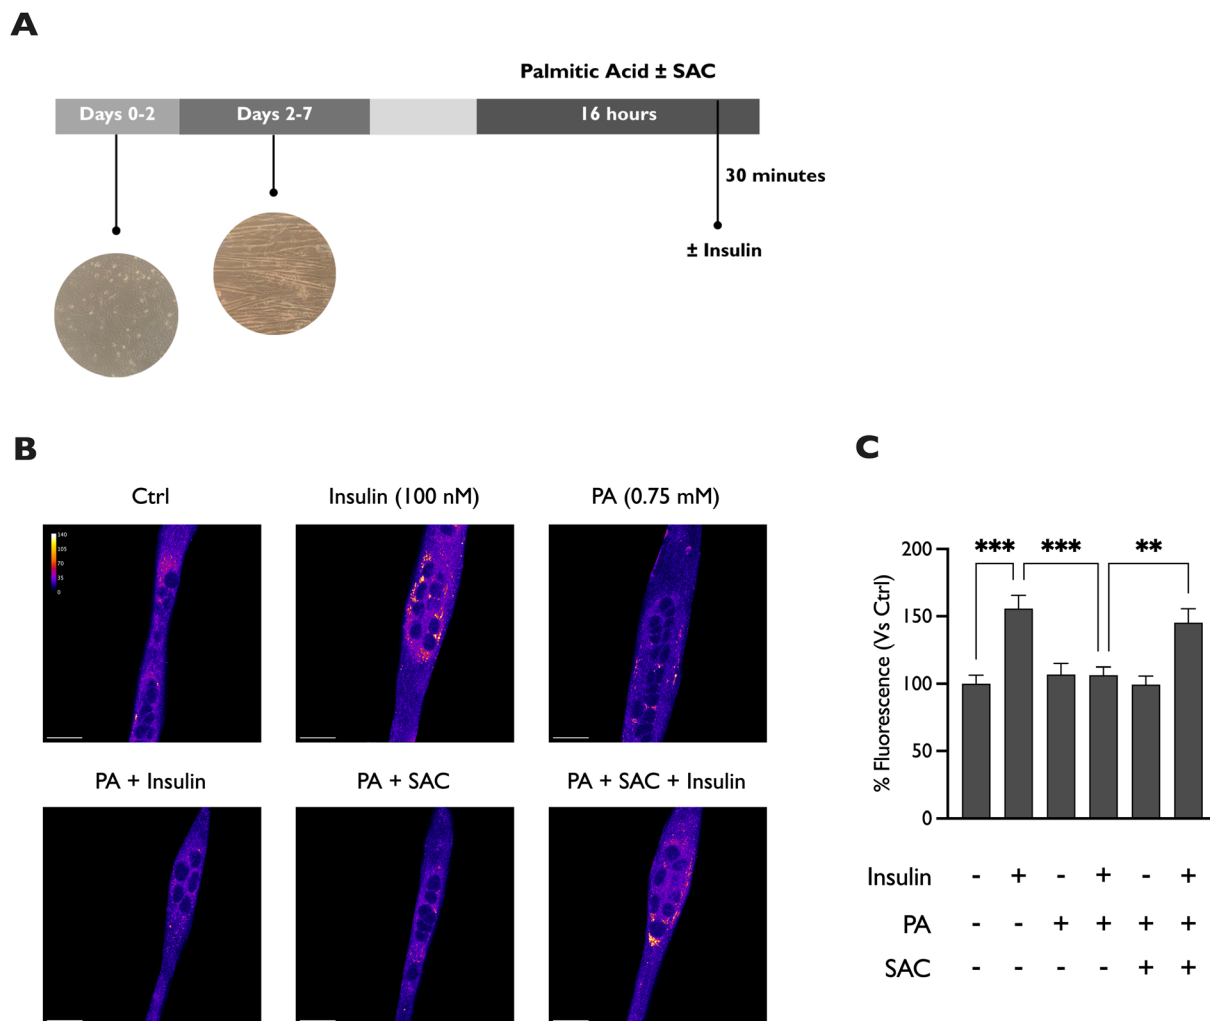 A
Palmitic Acid ± SAC
Days 0-2 Days 2-7 16 hours
30 minutes
± Insulin
B
Ctrl Insulin (100 nM) PA (0.75 mM)
140
105
70
35
0
PA + Insulin PA + SAC PA + SAC + Insulin
C
% Fluorescence (Vs Ctrl)
200
150
100
50
0
*** *** **
Insulin - + - + - +
PA - - + + + +
SAC - - - - + +